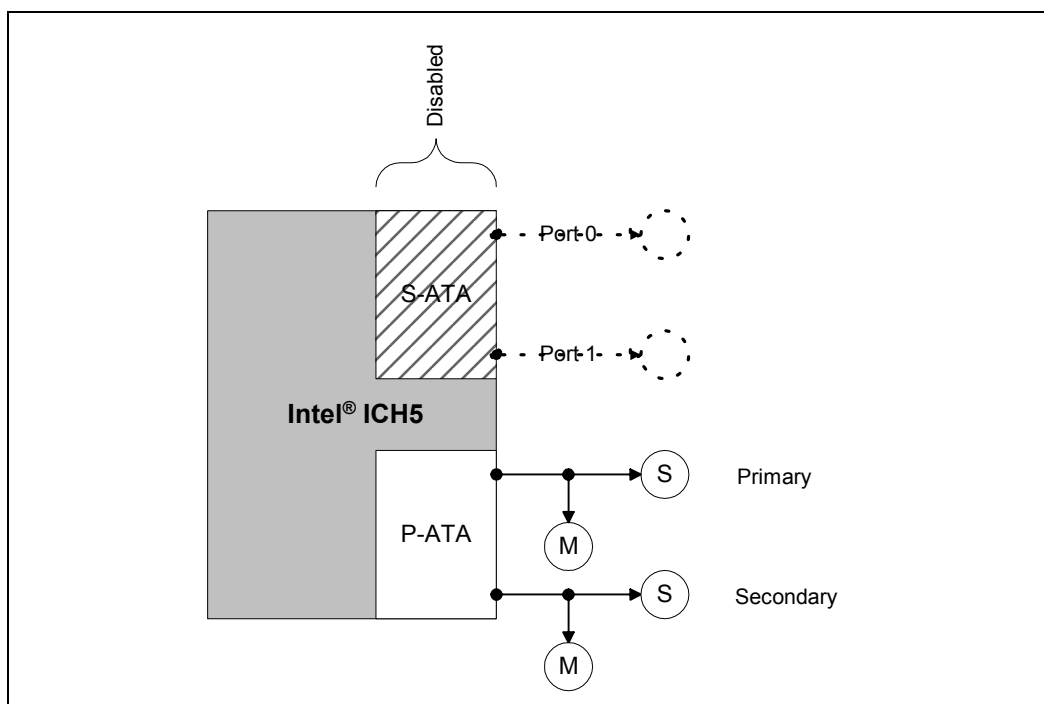 Disabled
Port 0
S-ATA
Port 1
Intel® ICH5
S
Primary
P-ATA
M
S
Secondary
M